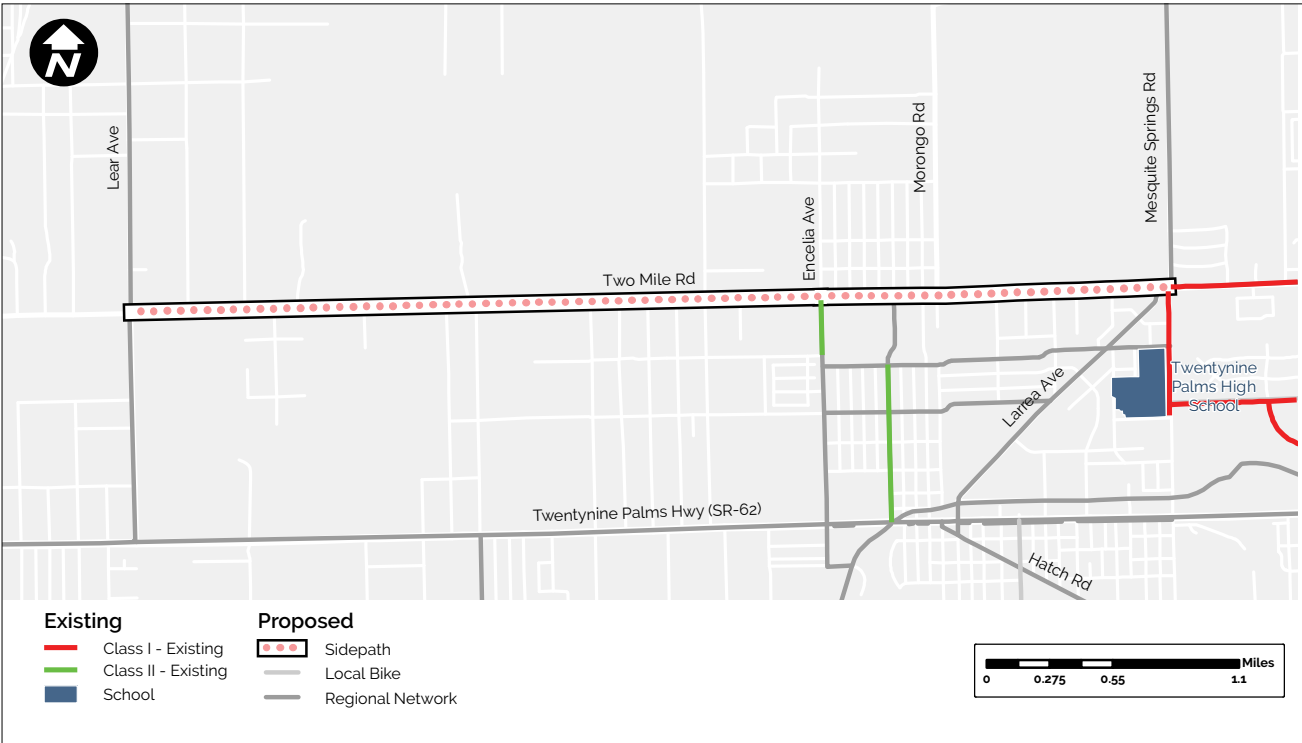 N
Lear Ave
Encelia Ave
Morongo Rd
Mesquite Springs Rd
Two Mile Rd
Larrea Ave
Twentynine
Palms High
School
Twentynine Palms Hwy (SR-62)
Hatch Rd
Existing
Class I - Existing
Class II - Existing
School
Proposed
Sidepath
Local Bike
Regional Network
Miles
0 0.275 0.55 1.1